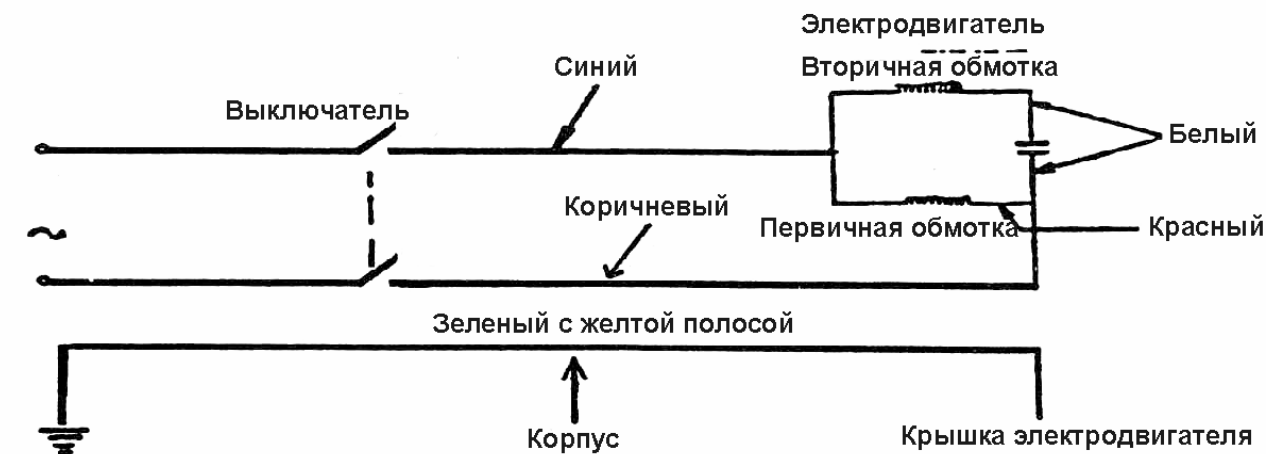 Электродвигатель
Синий
Вторичная обмотка
Выключатель
Белый
Коричневый
Первичная обмотка
Красный
Зеленый с желтой полосой
Корпус
Крышка электродвигателя